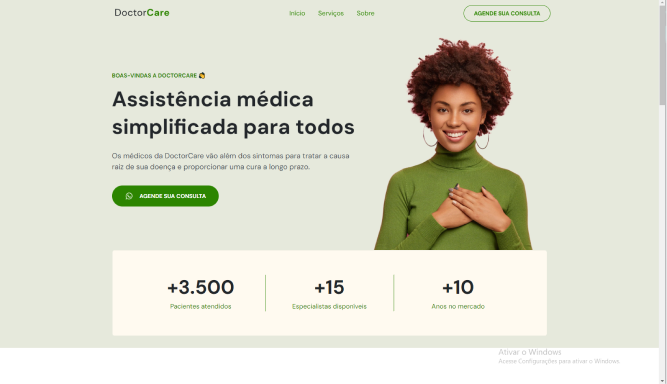 DoctorCare
Início Serviços Sobre
AGENDE SUA CONSULTA
BOAS-VINDAS A DOCTORCARE
Assistência médica
simplificada para todos
Os médicos da DoctorCare vão além dos sintomas para tratar a causa
raiz de sua doença e proporcionar uma cura a longo prazo.
AGENDE SUA CONSULTA
+3.500 +15 +10
Pacientes atendidos Especialistas disponíveis Anos no mercado
Ativar o Windows
Acesse Configurações para ativar o Windows.